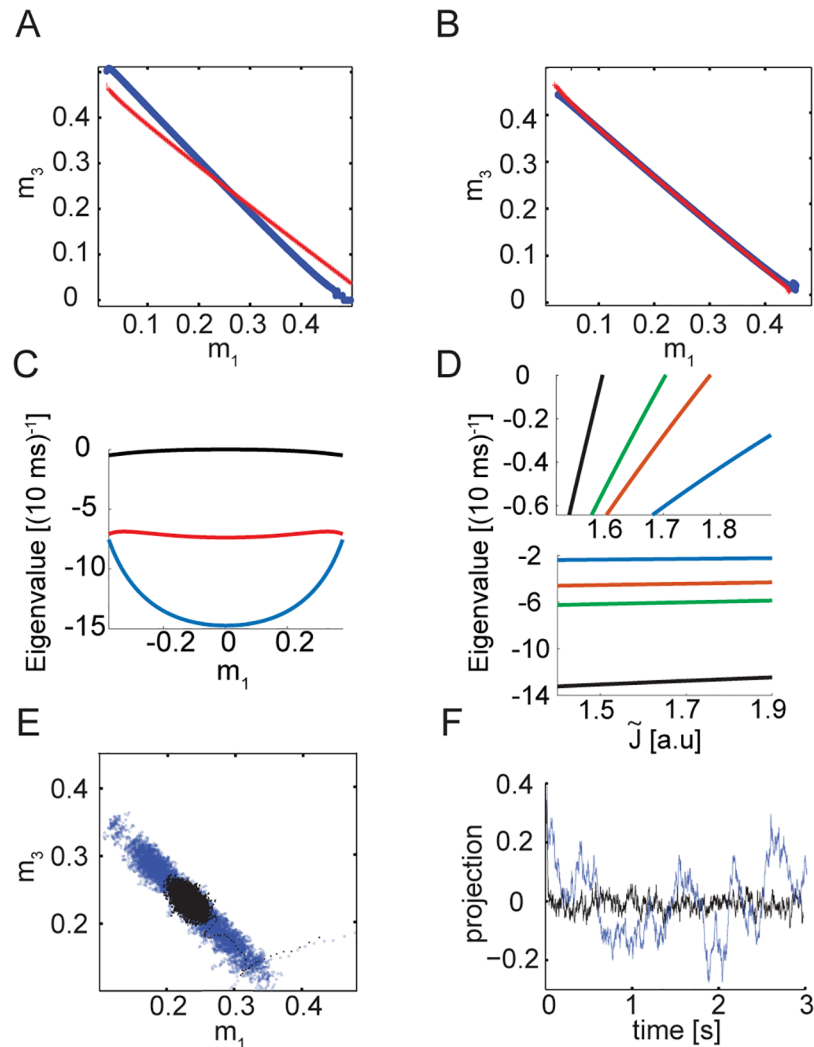 A
B
m3
0.4
0.3
0.2
0.1
0
0.1 0.2 0.3 0.4
m1
m3
0.4
0.3
0.2
0.1
0
0.1 0.2 0.3 0.4
m1
C
D
Eigenvalue [(10 ms)-1]
0
-5
-10
-15
-0.2 0 0.2
m1
Eigenvalue [(10 ms)-1]
0
-0.2
-0.4
-0.6
1.6 1.7 1.8
-2
-6
-10
-14
1.5 1.7 1.9
J̃ [a.u]
E
F
m3
0.4
0.3
0.2
0.2 0.3 0.4
m1
projection
0.4
0.2
0
−0.2
0 1 2 3
time [s]